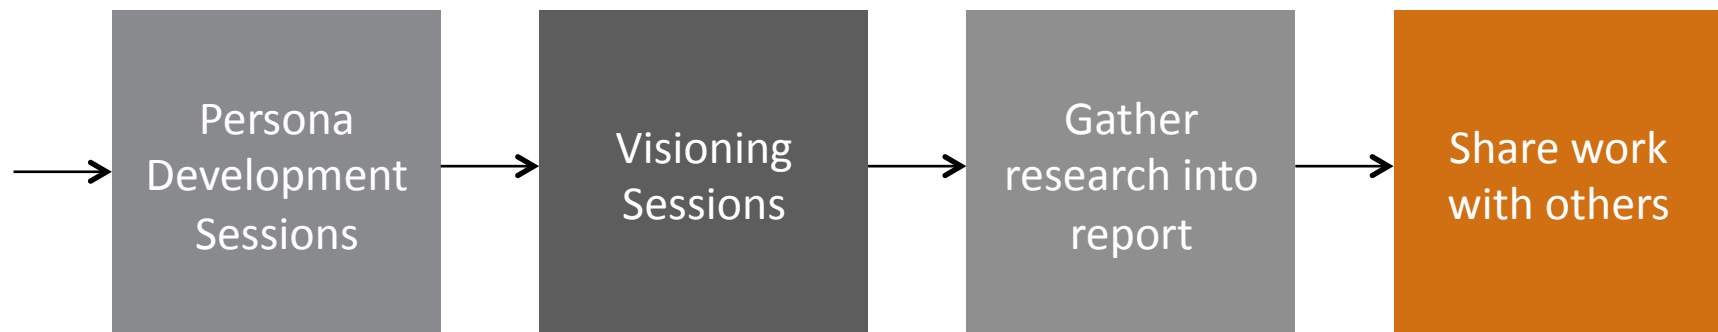 Persona
Development
Sessions
Visioning
Sessions
Gather
research into
report
Share work
with others